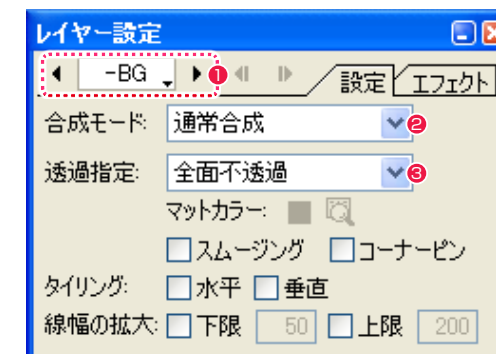 レイヤー設定
-BG 1 設定 エフェクト
合成モード: 通常合成 2
透過指定: 全面不透過 3
マットカラー:
スムージング コーナーピン
タイリング: 水平 垂直
線幅の拡大: 下限 50 上限 200